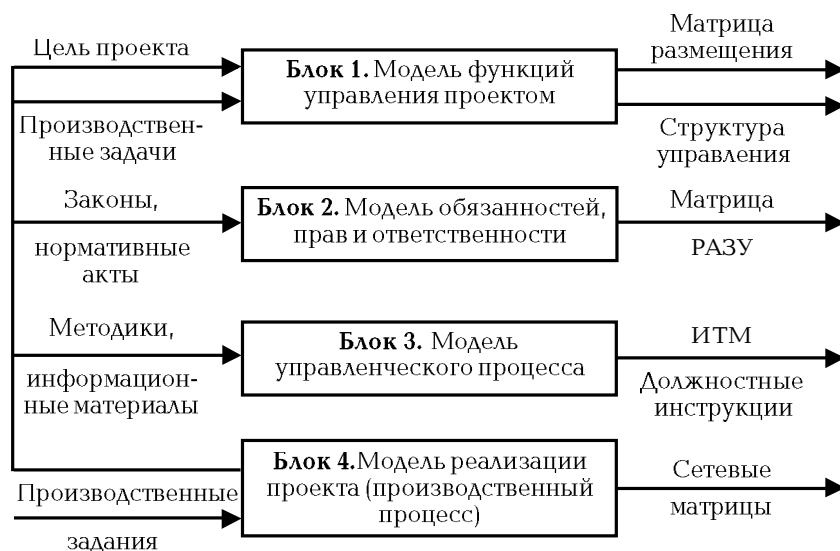 Цель проекта
Производствен-
ные задачи
Блок 1. Модель функций
управления проектом
Матрица
размещения
Структура
управления
Законы,
нормативные
акты
Блок 2. Модель обязанностей,
прав и ответственности
Матрица
РАЗУ
Методики,
информацион-
ные материалы
Блок 3. Модель
управленческого процесса
ИТМ
Должностные
инструкции
Производственные
задания
Блок 4.Модель реализации
проекта (производственный
процесс)
Сетевые
матрицы